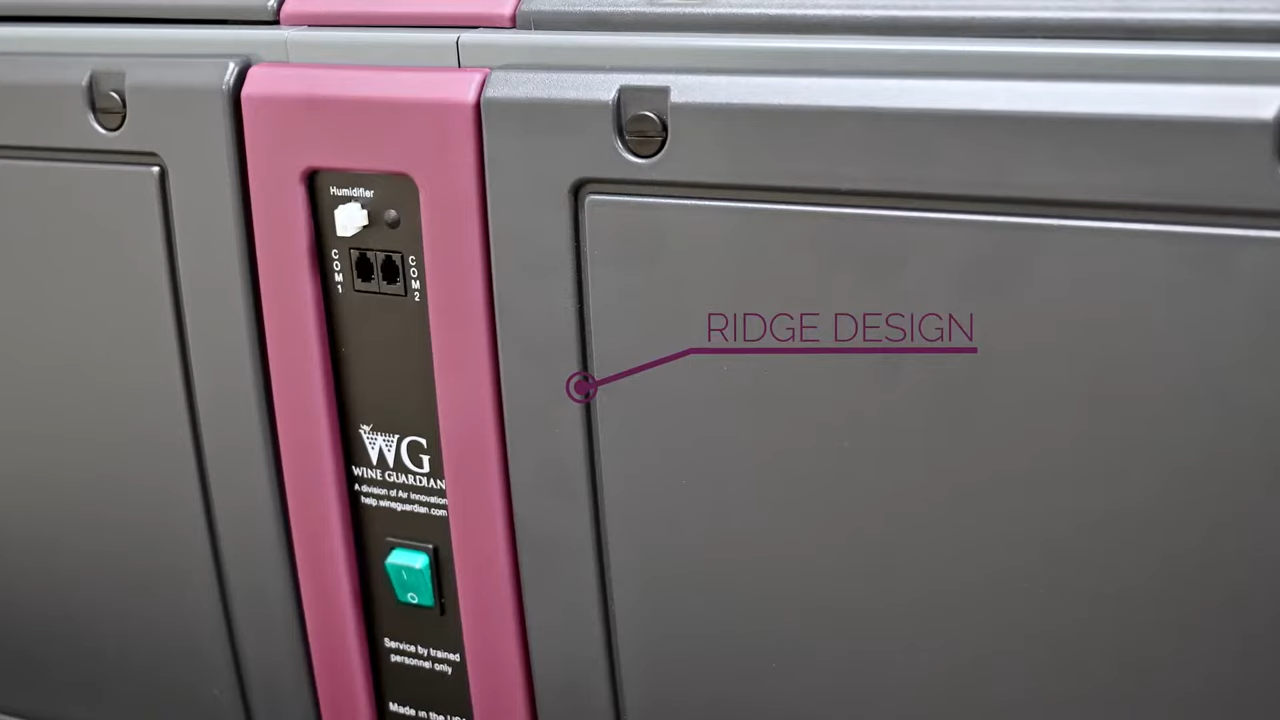 Humidifier
COM 1
COM 2
RIDGE DESIGN
WG
WINE GUARDIAN
A division of Air Innovation
help.wineguardian.com
I
O
Service by trained
personnel only
Made in the USA